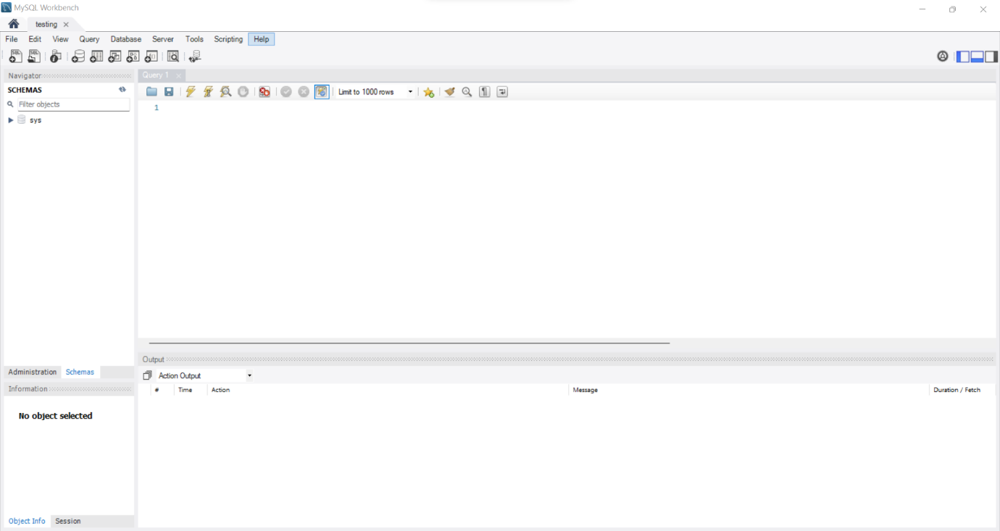 MySQL Workbench
testing
File Edit View Query Database Server Tools Scripting Help
Navigator
SCHEMAS
Filter objects
sys
Query 1
Limit to 1000 rows
1
Administration Schemas
Information
No object selected
Object Info Session
Output
Action Output
# Time Action Message Duration / Fetch